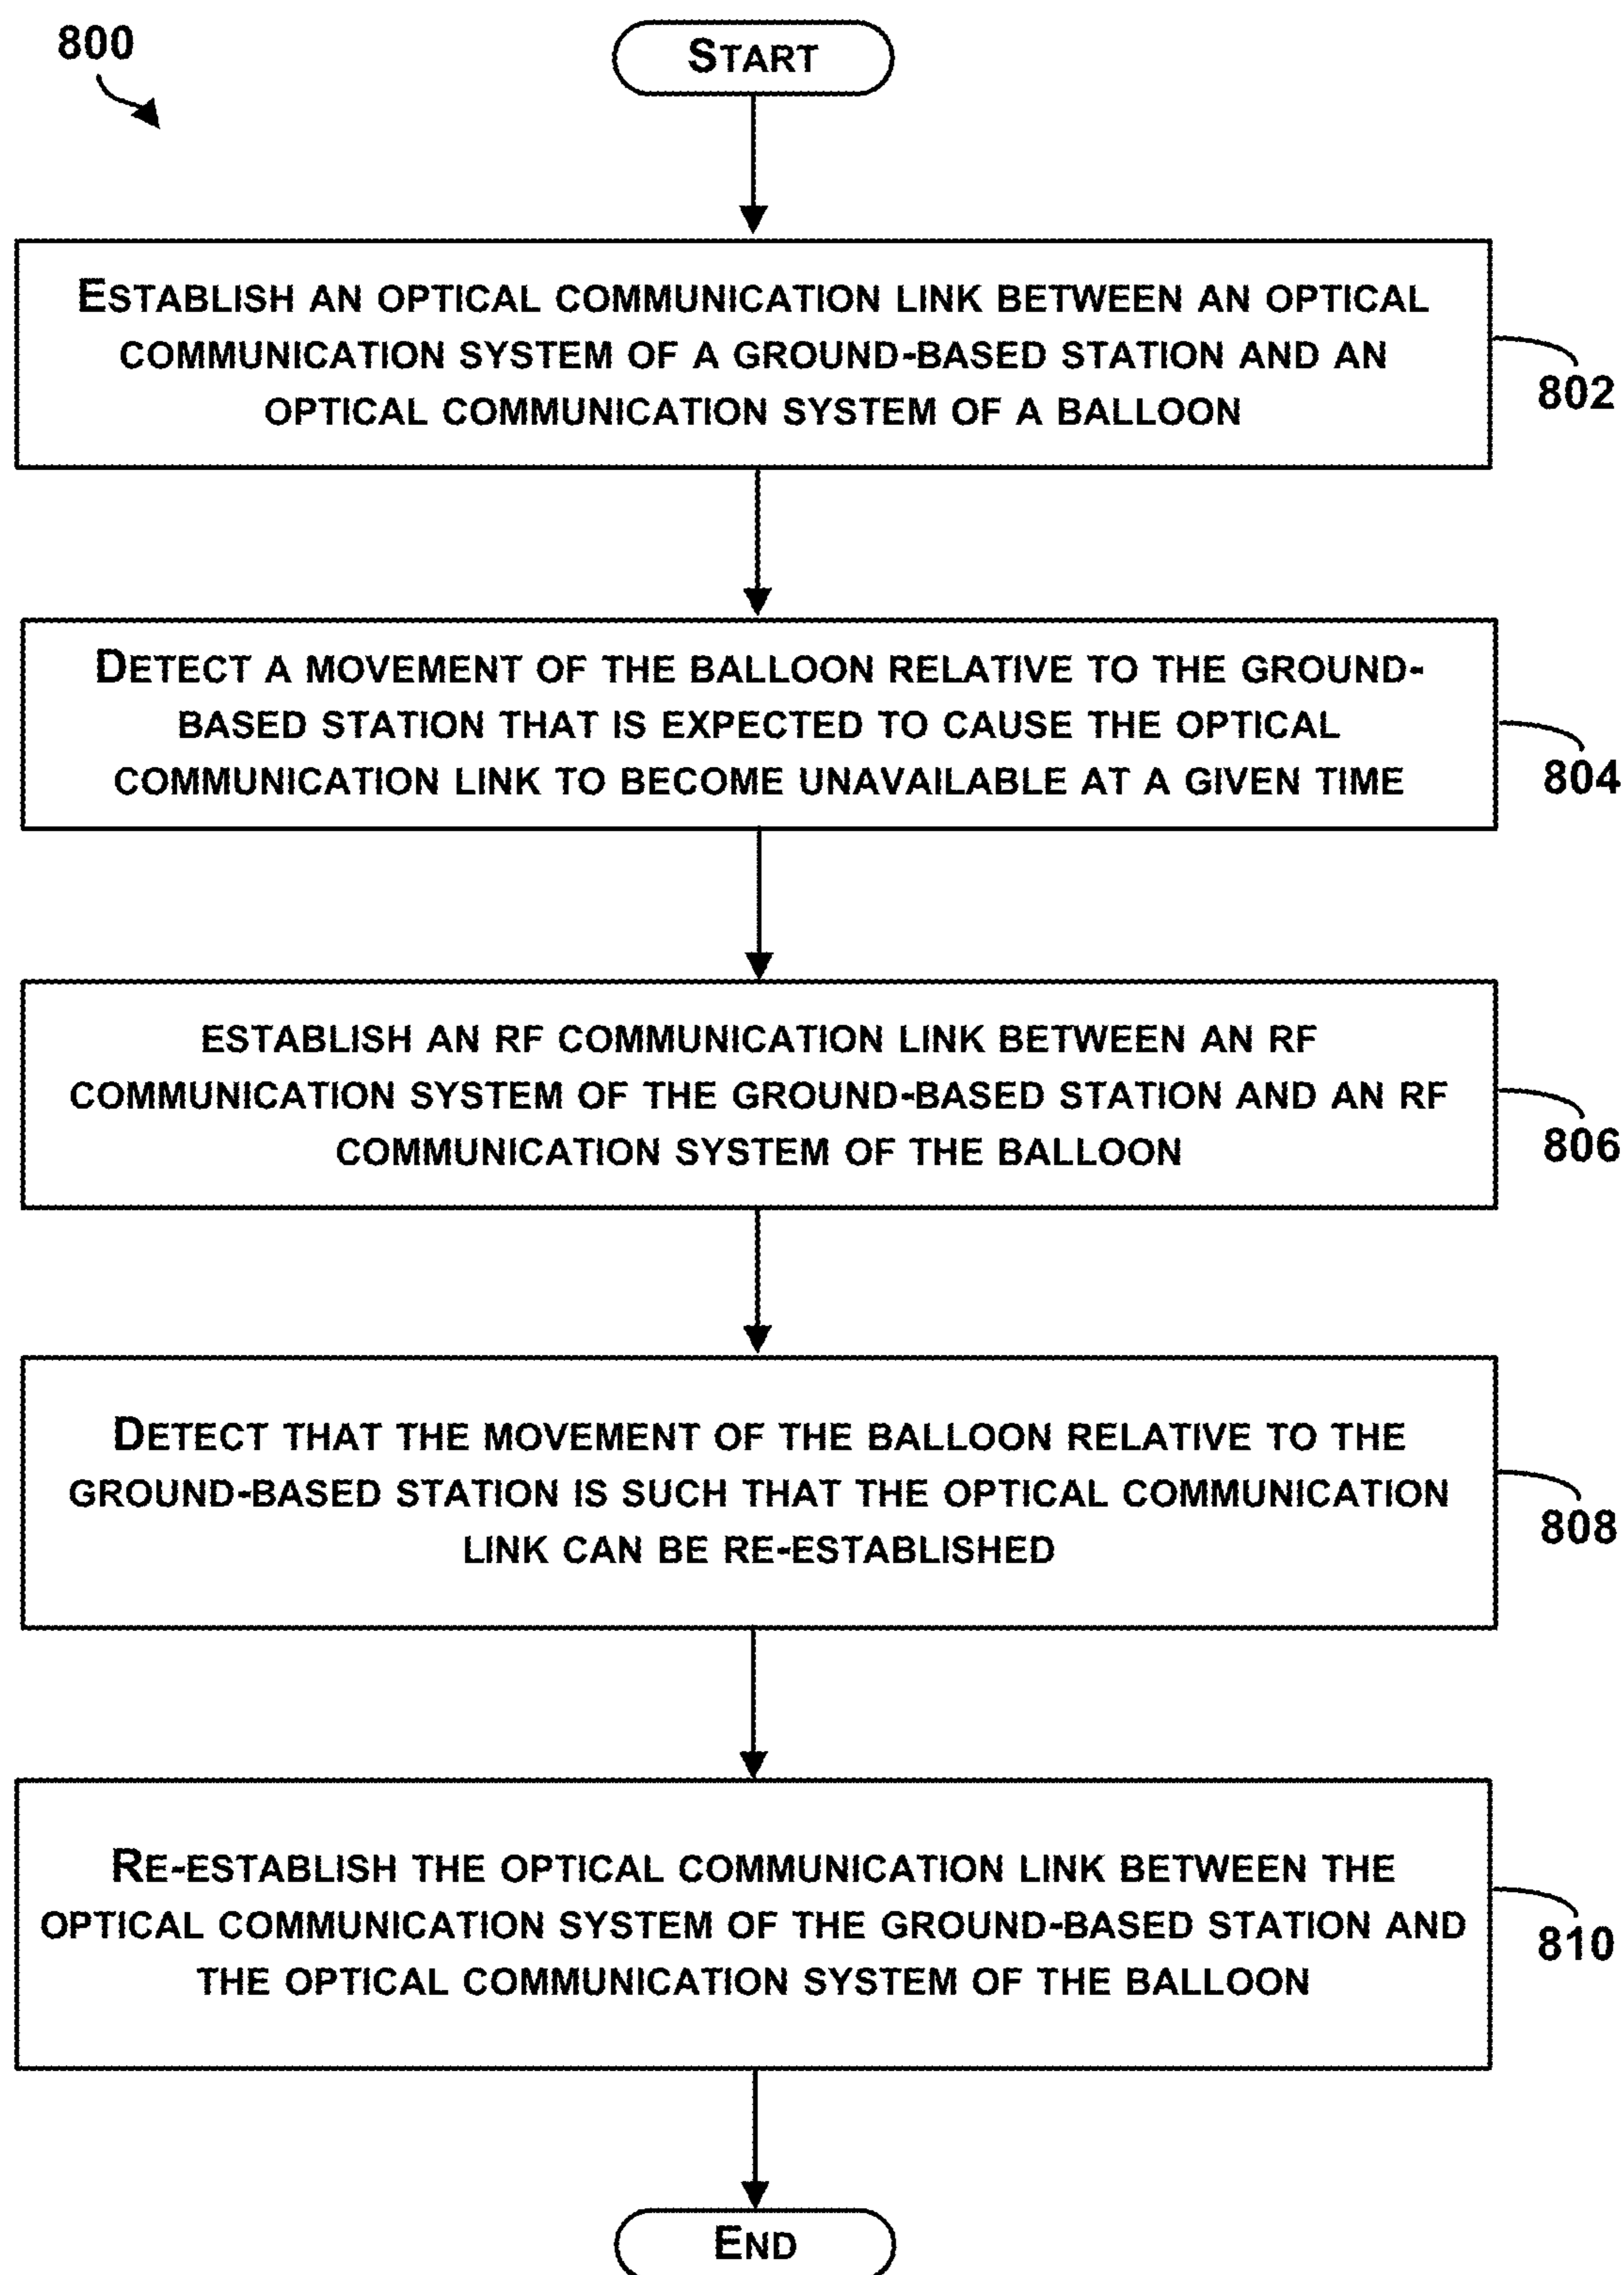 800
START
ESTABLISH AN OPTICAL COMMUNICATION LINK BETWEEN AN OPTICAL
COMMUNICATION SYSTEM OF A GROUND-BASED STATION AND AN
OPTICAL COMMUNICATION SYSTEM OF A BALLOON
802
DETECT A MOVEMENT OF THE BALLOON RELATIVE TO THE GROUND-
BASED STATION THAT IS EXPECTED TO CAUSE THE OPTICAL
COMMUNICATION LINK TO BECOME UNAVAILABLE AT A GIVEN TIME
804
ESTABLISH AN RF COMMUNICATION LINK BETWEEN AN RF
COMMUNICATION SYSTEM OF THE GROUND-BASED STATION AND AN RF
COMMUNICATION SYSTEM OF THE BALLOON
806
DETECT THAT THE MOVEMENT OF THE BALLOON RELATIVE TO THE
GROUND-BASED STATION IS SUCH THAT THE OPTICAL COMMUNICATION
LINK CAN BE RE-ESTABLISHED
808
RE-ESTABLISH THE OPTICAL COMMUNICATION LINK BETWEEN THE
OPTICAL COMMUNICATION SYSTEM OF THE GROUND-BASED STATION AND
THE OPTICAL COMMUNICATION SYSTEM OF THE BALLOON
810
END